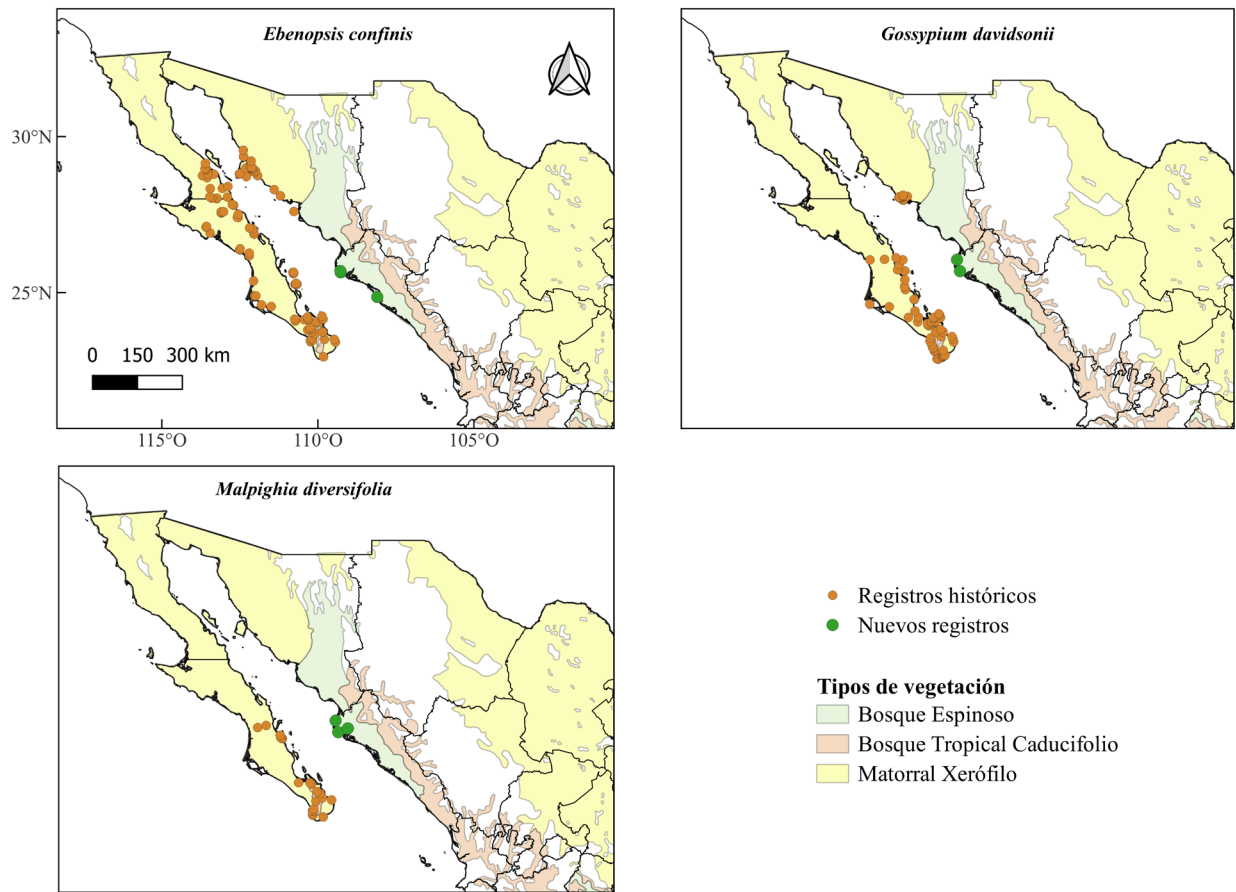 Ebenopsis confinis
Gossypium davidsonii
30°N
25°N
0 150 300 km
115°O 110°O 105°O
Malpighia diversifolia
Registros históricos
Nuevos registros
Tipos de vegetación
Bosque Espinoso
Bosque Tropical Caducifolio
Matorral Xerófilo